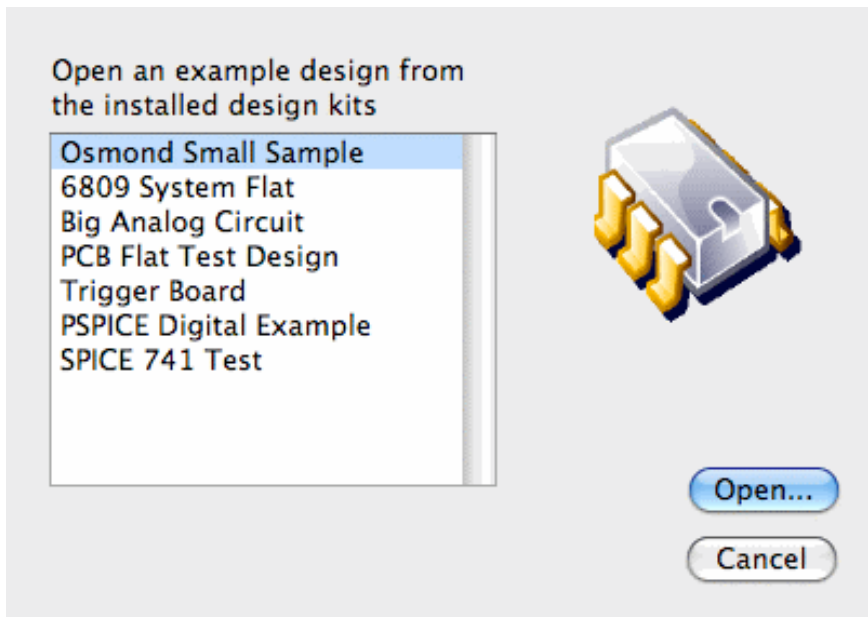 Open an example design from
the installed design kits
Osmond Small Sample
6809 System Flat
Big Analog Circuit
PCB Flat Test Design
Trigger Board
PSPICE Digital Example
SPICE 741 Test
Open...
Cancel